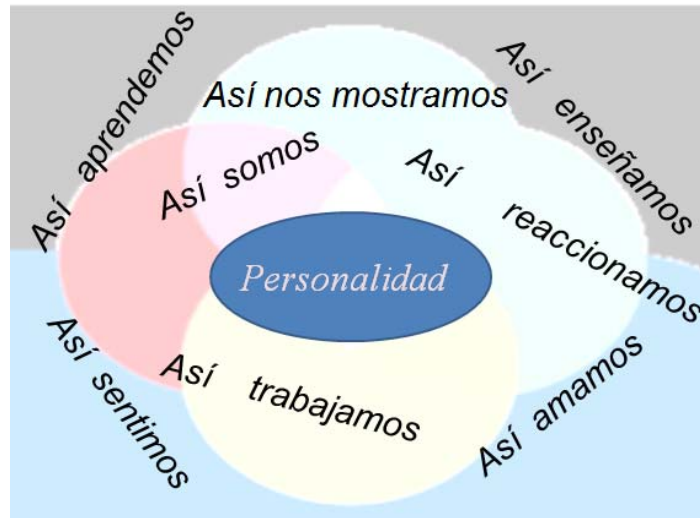 Así aprendemos
Así nos mostramos
Así enseñamos
Así somos
Así reaccionamos
Personalidad
Así sentimos
Así trabajamos
Así amamos